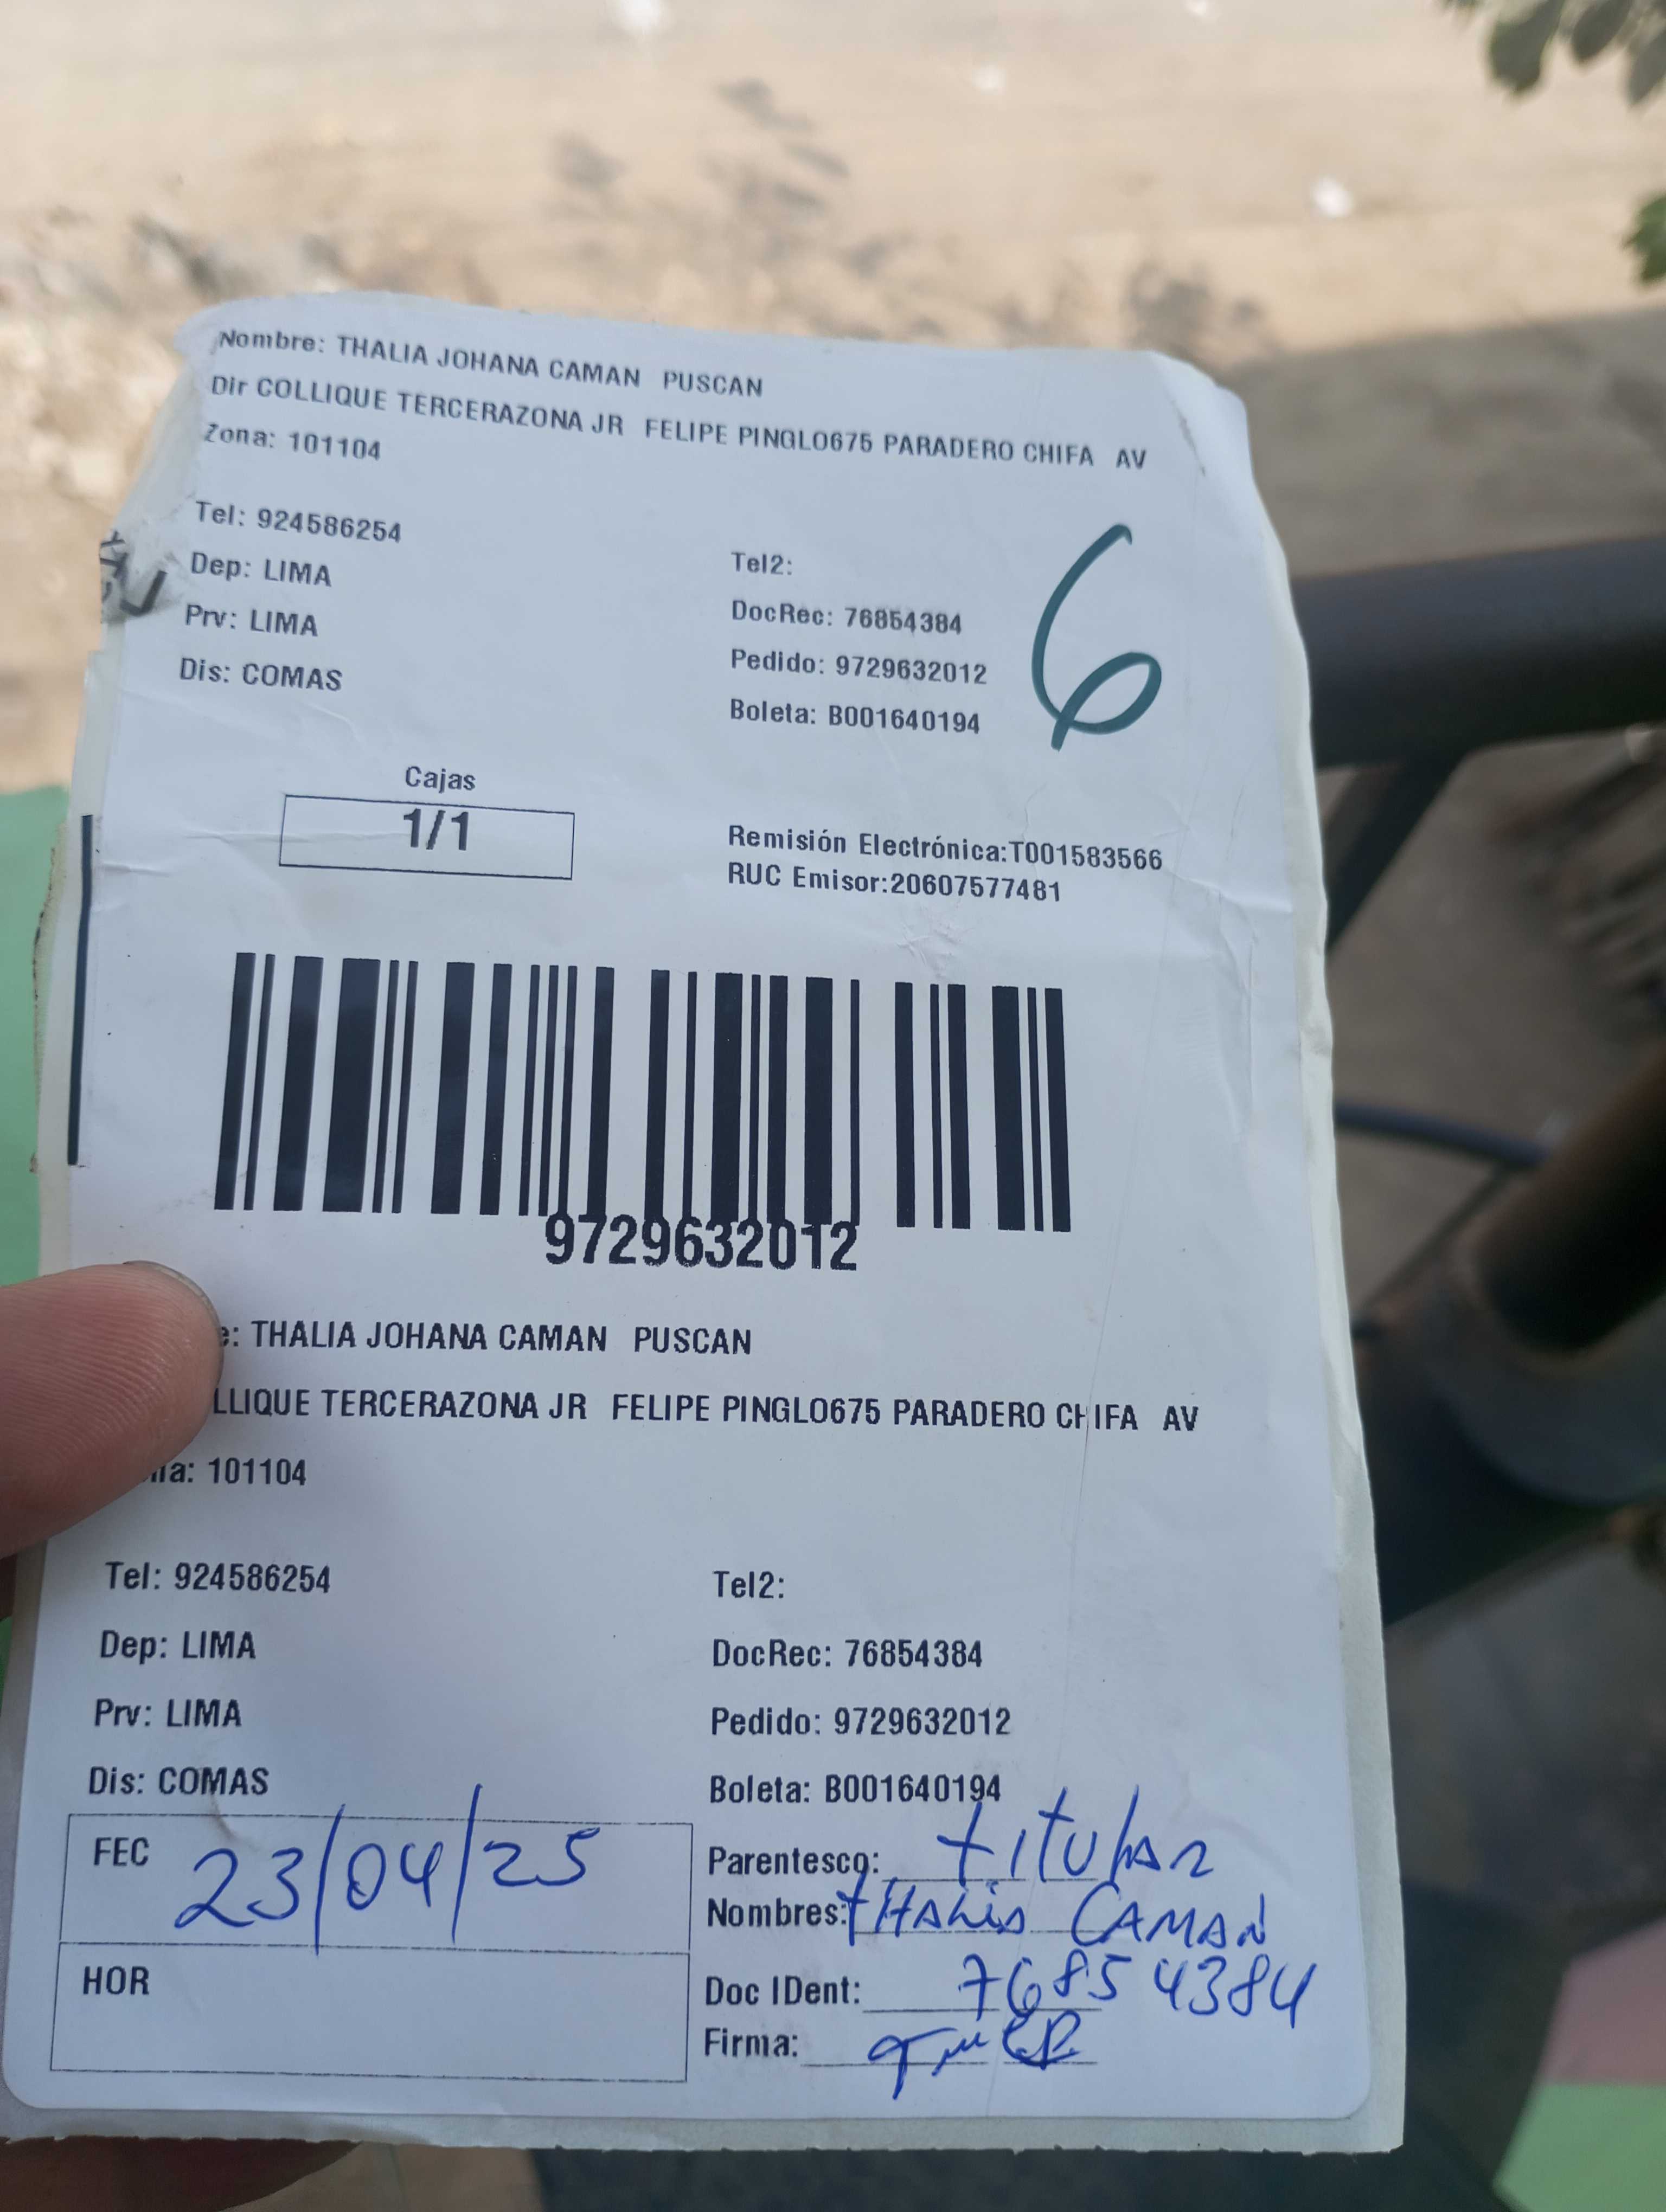 Nombre: THALIA JOHANA CAMAN PUSCAN
Dir COLLIQUE TERCERAZONA JR FELIPE PINGLO675 PARADERO CHIFA AV
Zona: 101104
Tel: 924586254
Tel2:
Dep: LIMA
DocRec: 76854384
Prv: LIMA
Pedido: 9729632012
Dis: COMAS
Boleta: B001640194
6
Cajas
1/1
Remisión Electrónica:T001583566
RUC Emisor:20607577481
9729632012
e: THALIA JOHANA CAMAN PUSCAN
LLIQUE TERCERAZONA JR FELIPE PINGLO675 PARADERO CHIFA AV
na: 101104
Tel: 924586254
Tel2:
Dep: LIMA
DocRec: 76854384
Prv: LIMA
Pedido: 9729632012
Dis: COMAS
Boleta: B001640194
FEC 23/04/25
Parentesco: titular
Nombres: THALIA CAMAN
HOR
Doc IDent: 76854384
Firma: